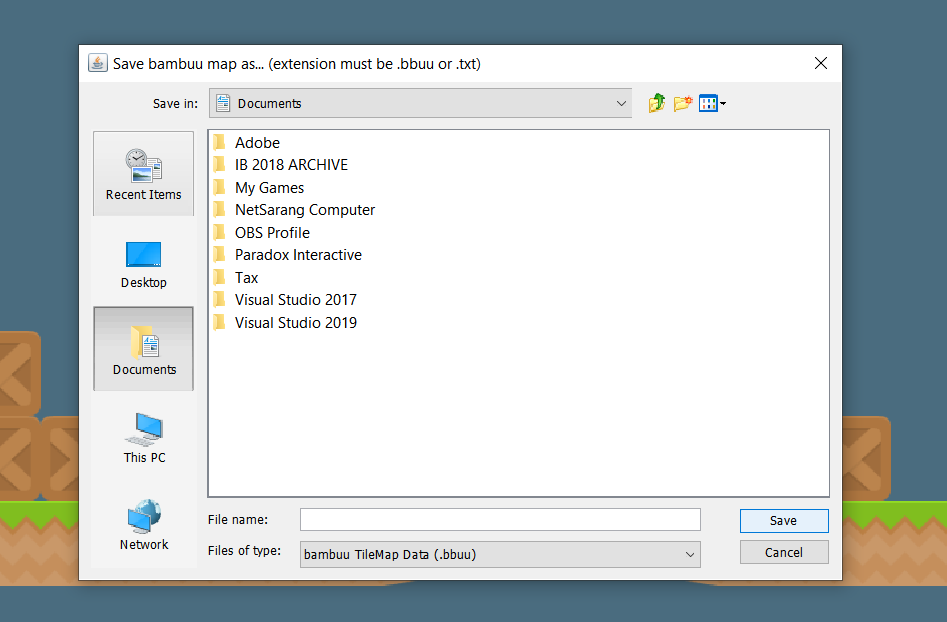 Save bambuu map as... (extension must be .bbuu or .txt)
Save in:
Documents
Recent Items
Desktop
Documents
This PC
Network
Adobe
IB 2018 ARCHIVE
My Games
NetSarang Computer
OBS Profile
Paradox Interactive
Tax
Visual Studio 2017
Visual Studio 2019
File name:
Save
Files of type:
bambuu TileMap Data (.bbuu)
Cancel